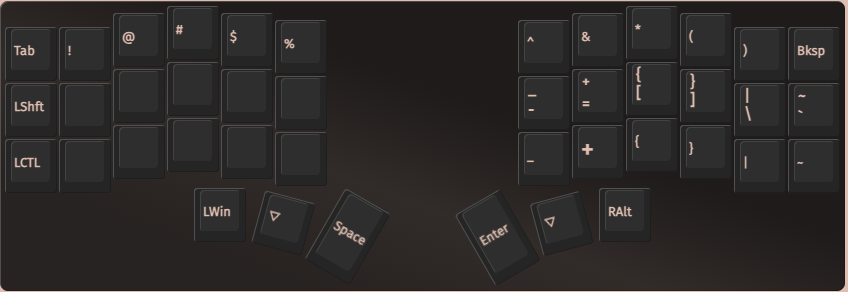 Tab ! @ # $ % ^ & * ( ) Bksp
LShft _ - + = { [ } ] | \ ~ `
LCTL _ + { } | ~
LWin ▽ Space Enter ▽ RAlt